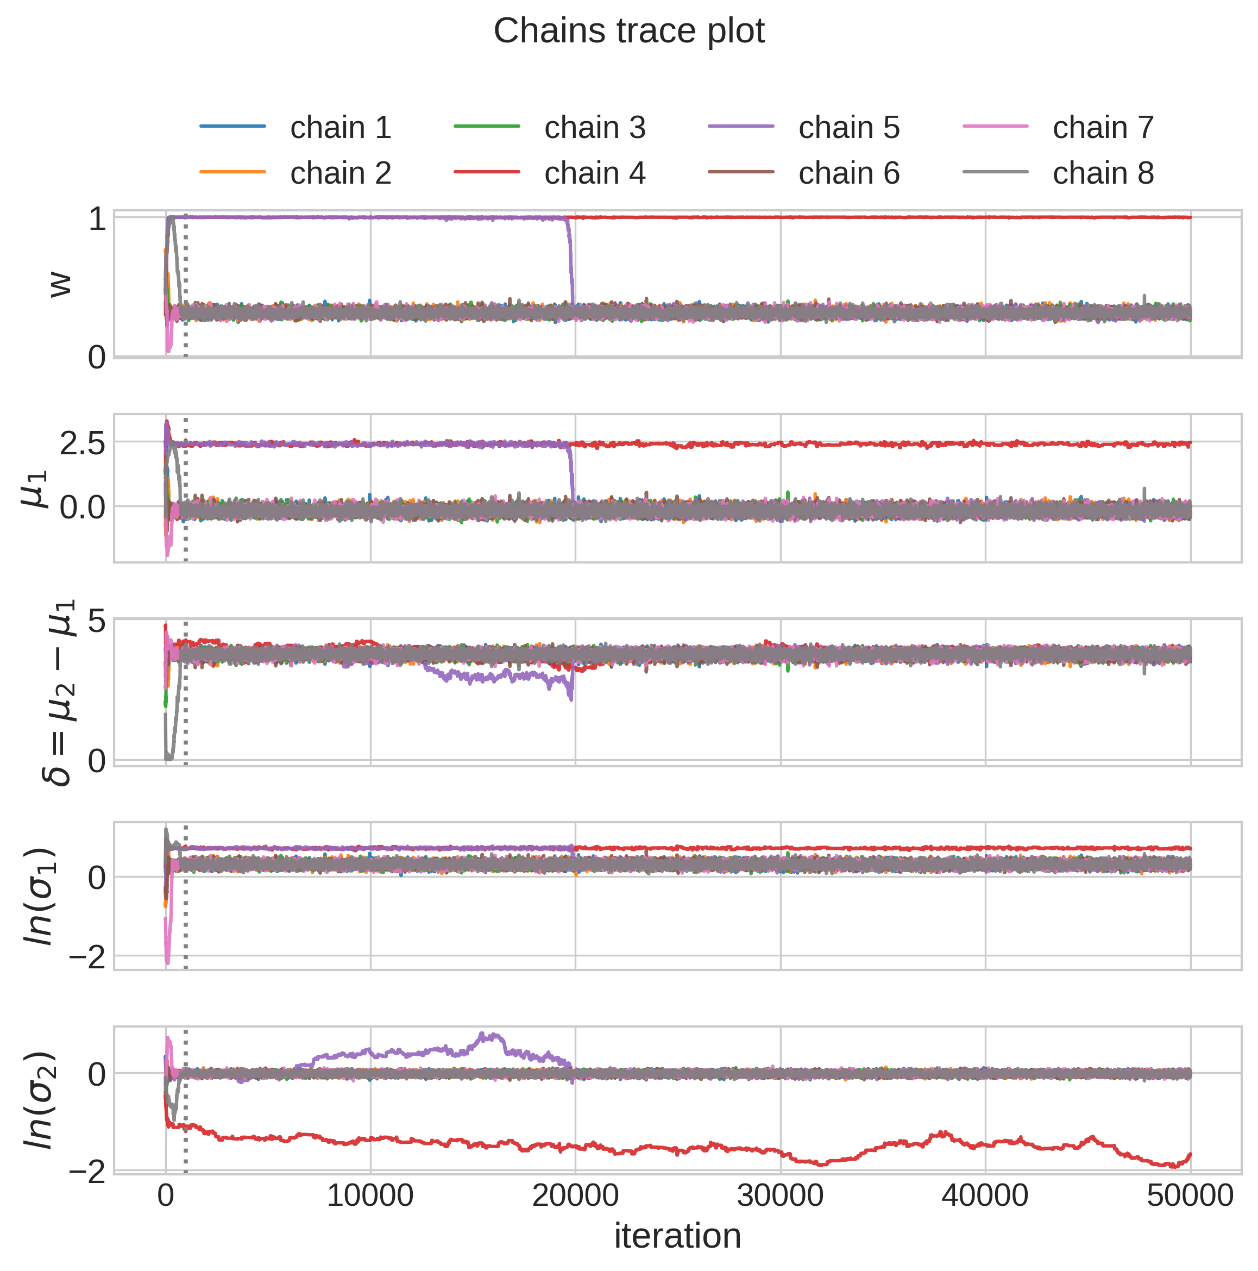 Chains trace plot
chain 1 chain 3 chain 5 chain 7
chain 2 chain 4 chain 6 chain 8
w
1
0
μ₁
2.5
0.0
δ = μ₂ − μ₁
5
0
ln(σ₁)
0
−2
ln(σ₂)
0
−2
0 10000 20000 30000 40000 50000
iteration